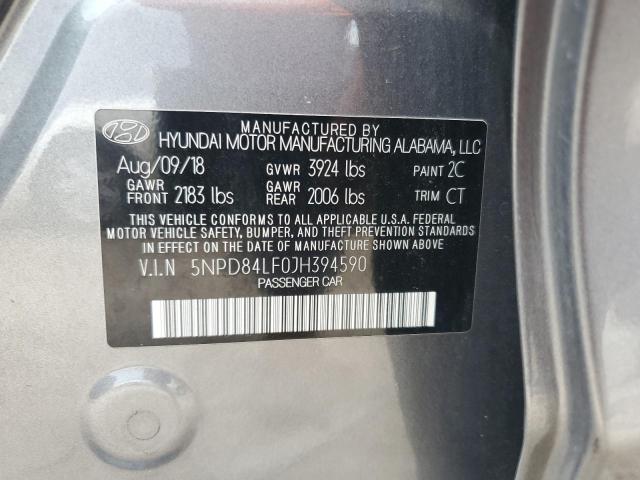 MANUFACTURED BY
HYUNDAI MOTOR MANUFACTURING ALABAMA, LLC
Aug/09/18 GVWR 3924 lbs PAINT 2C
GAWR FRONT 2183 lbs GAWR REAR 2006 lbs TRIM CT
THIS VEHICLE CONFORMS TO ALL APPLICABLE U.S.A. FEDERAL
MOTOR VEHICLE SAFETY, BUMPER, AND THEFT PREVENTION STANDARDS
IN EFFECT ON THE DATE OF MANUFACTURE SHOWN ABOVE
V.I.N 5NPD84LF0JH394590
PASSENGER CAR